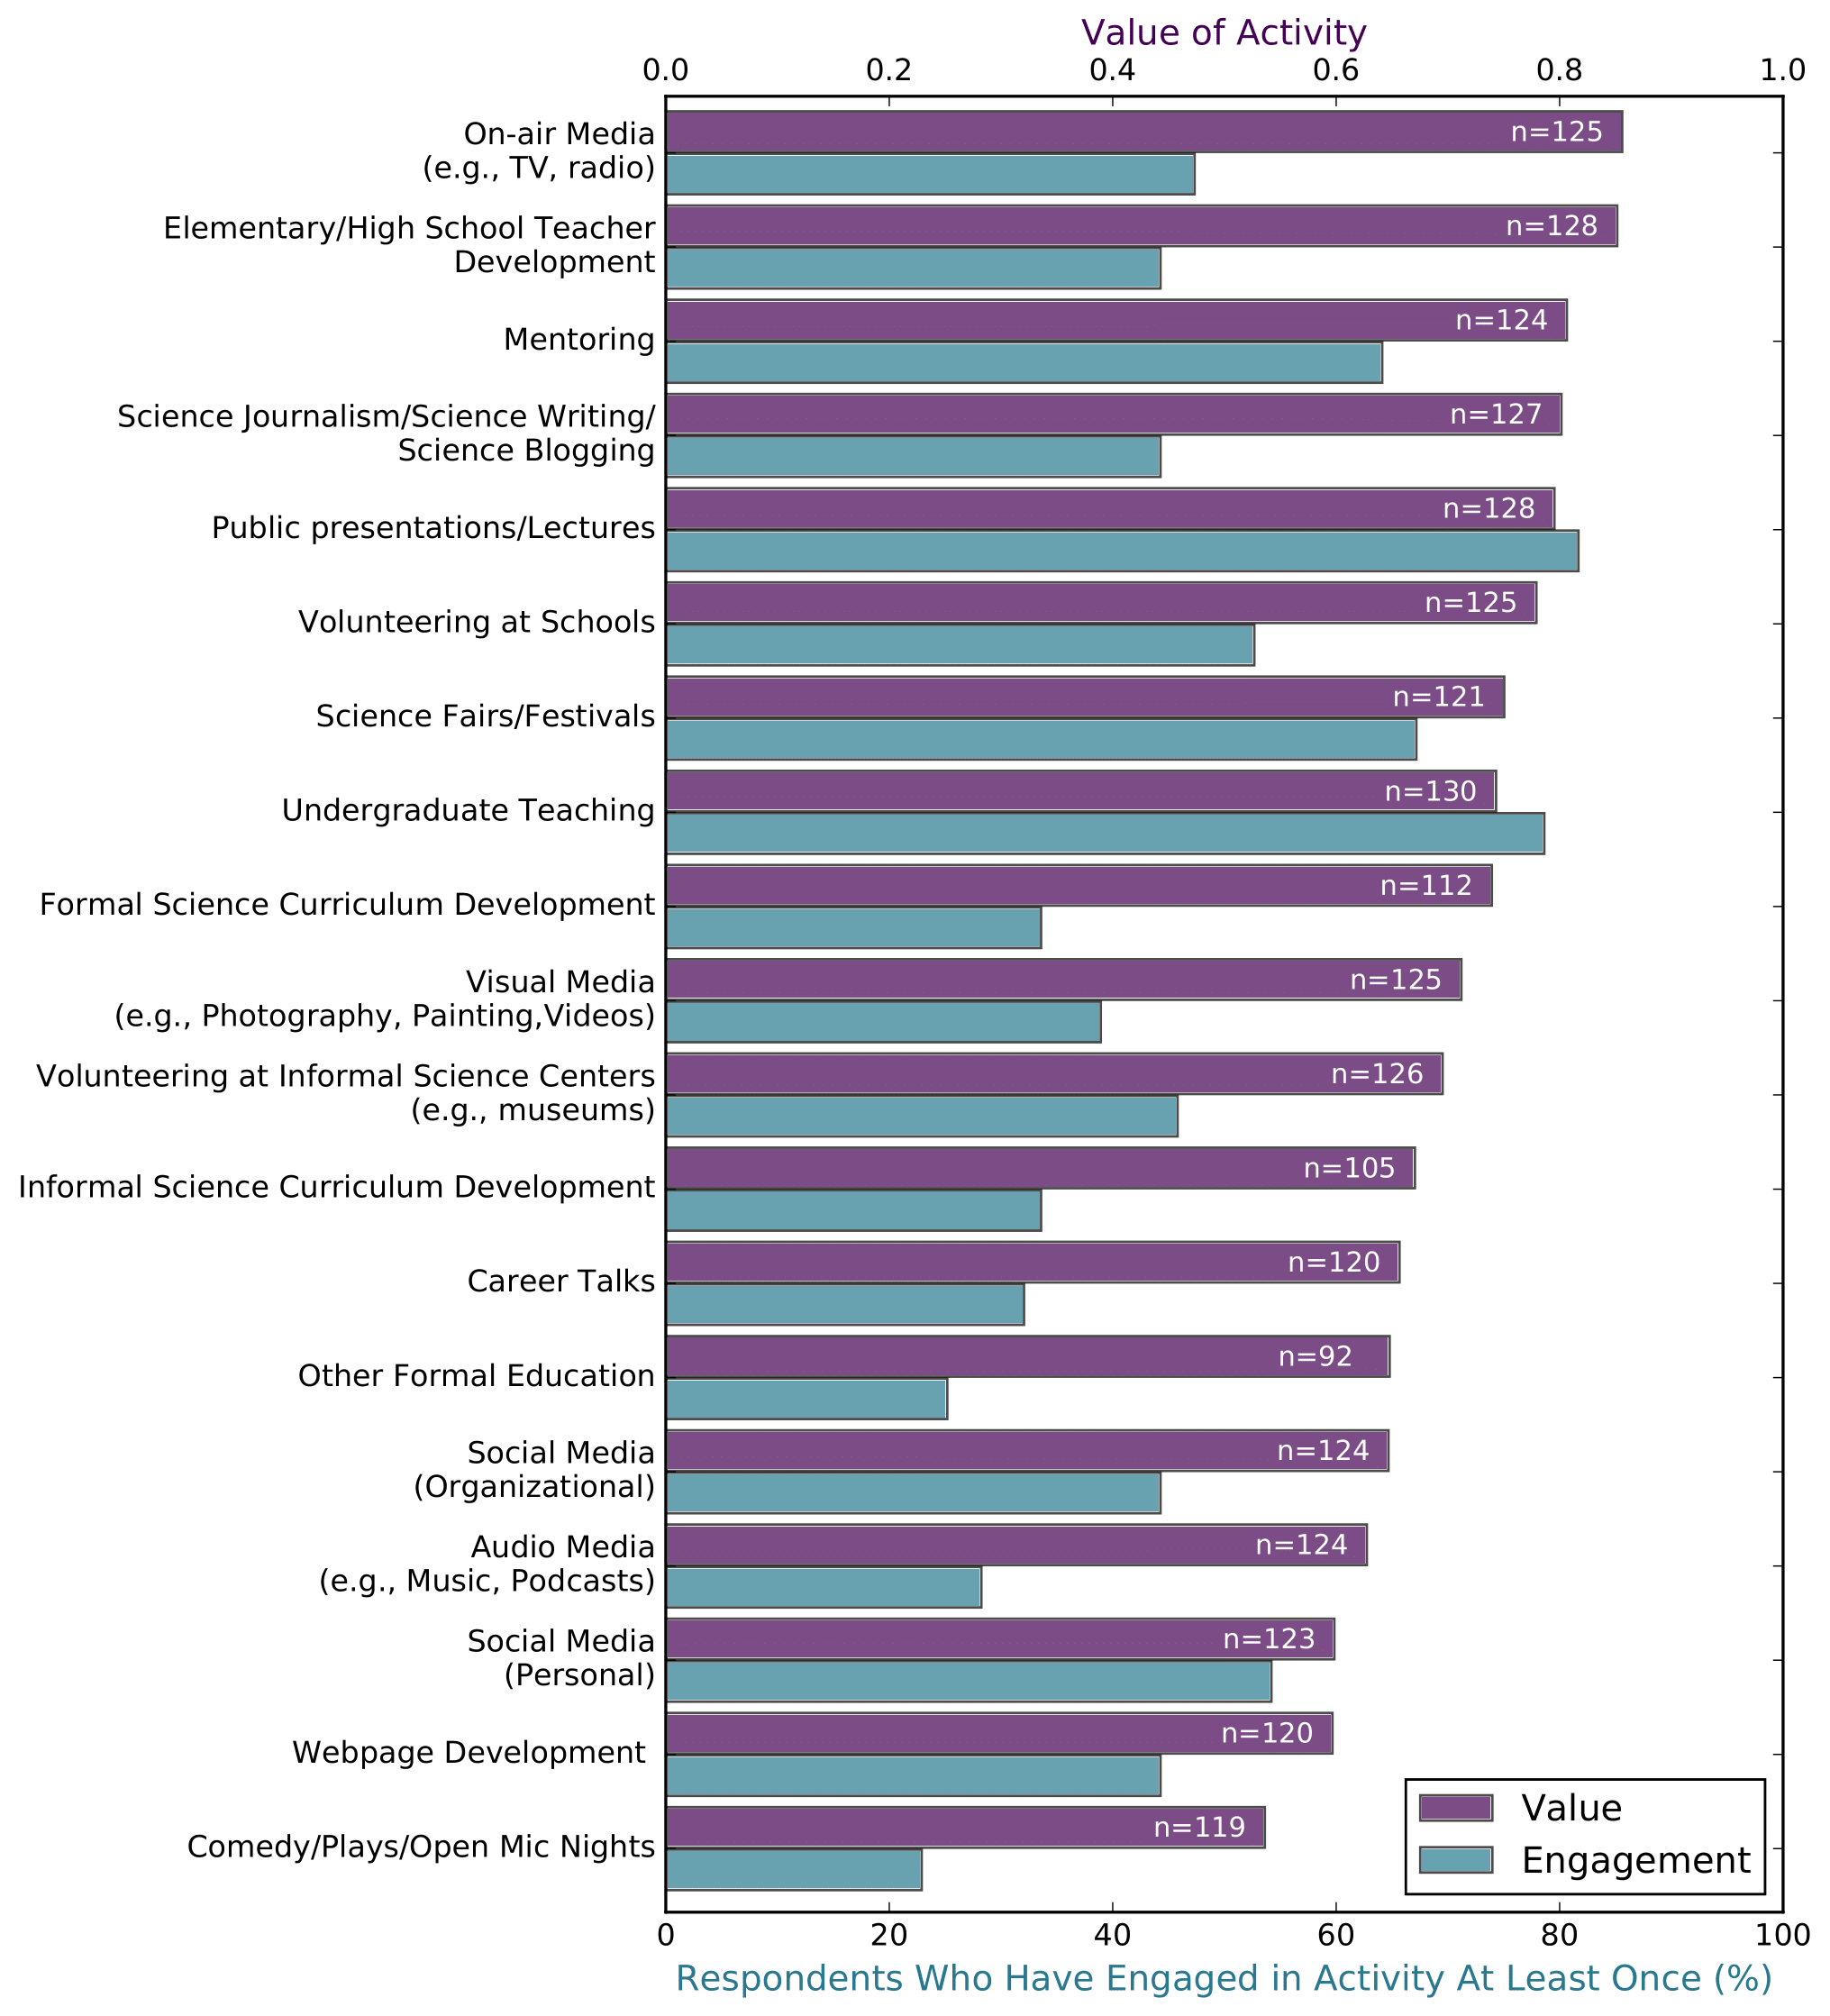 Value of Activity
0.0 0.2 0.4 0.6 0.8 1.0
On-air Media
(e.g., TV, radio)
n=125
Elementary/High School Teacher
Development
n=128
Mentoring
n=124
Science Journalism/Science Writing/
Science Blogging
n=127
Public presentations/Lectures
n=128
Volunteering at Schools
n=125
Science Fairs/Festivals
n=121
Undergraduate Teaching
n=130
Formal Science Curriculum Development
n=112
Visual Media
(e.g., Photography, Painting,Videos)
n=125
Volunteering at Informal Science Centers
(e.g., museums)
n=126
Informal Science Curriculum Development
n=105
Career Talks
n=120
Other Formal Education
n=92
Social Media
(Organizational)
n=124
Audio Media
(e.g., Music, Podcasts)
n=124
Social Media
(Personal)
n=123
Webpage Development
n=120
Comedy/Plays/Open Mic Nights
n=119
Value
Engagement
0 20 40 60 80 100
Respondents Who Have Engaged in Activity At Least Once (%)